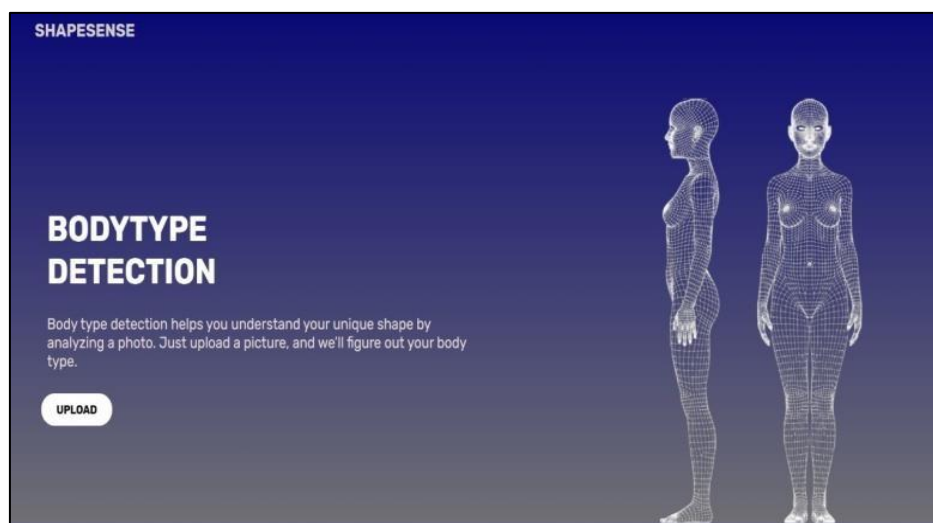 SHAPESENSE
BODYTYPE
DETECTION
Body type detection helps you understand your unique shape by
analyzing a photo. Just upload a picture, and we'll figure out your body
type.
UPLOAD